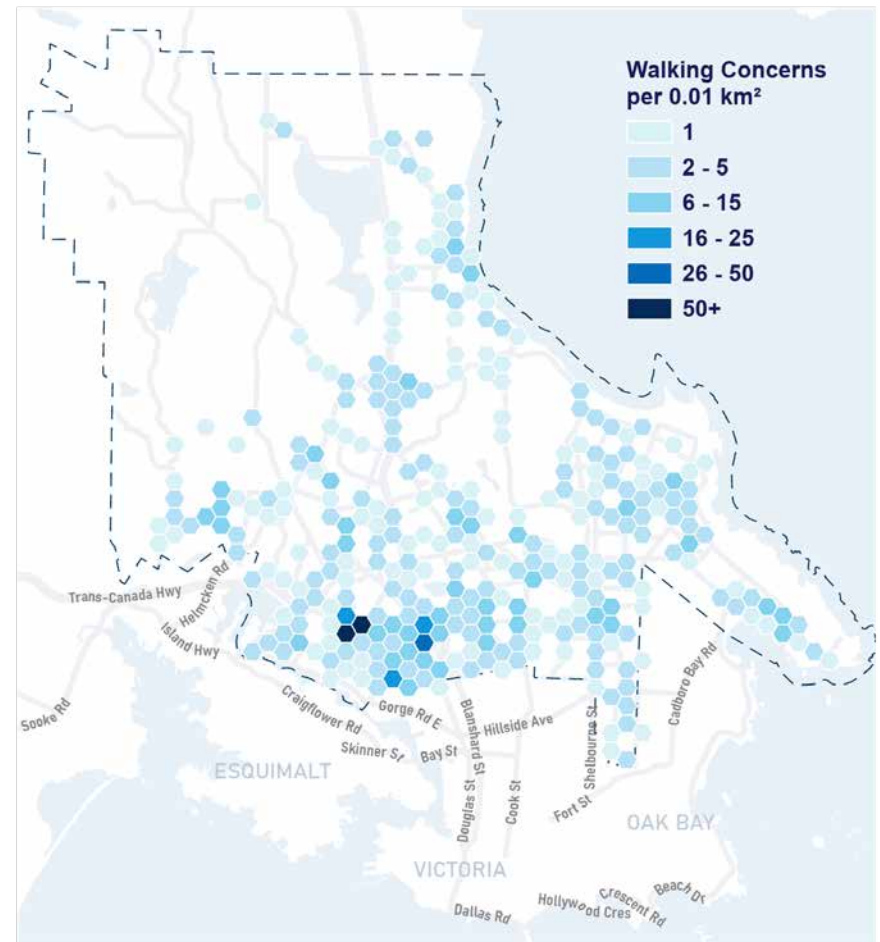 Walking Concerns
per 0.01 km²
1
2 - 5
6 - 15
16 - 25
26 - 50
50+
Trans-Canada Hwy
Helmcken Rd
Island Hwy
Sooke Rd
Craigflower Rd
Gorge Rd E
Skinner St
Bay St
Blanshard St
Hillside Ave
Shelbourne St
Cadboro Bay Rd
ESQUIMALT
Douglas St
Cook St
Fort St
OAK BAY
VICTORIA
Dallas Rd
Hollywood Cres
Crescent Rd
Beach Dr